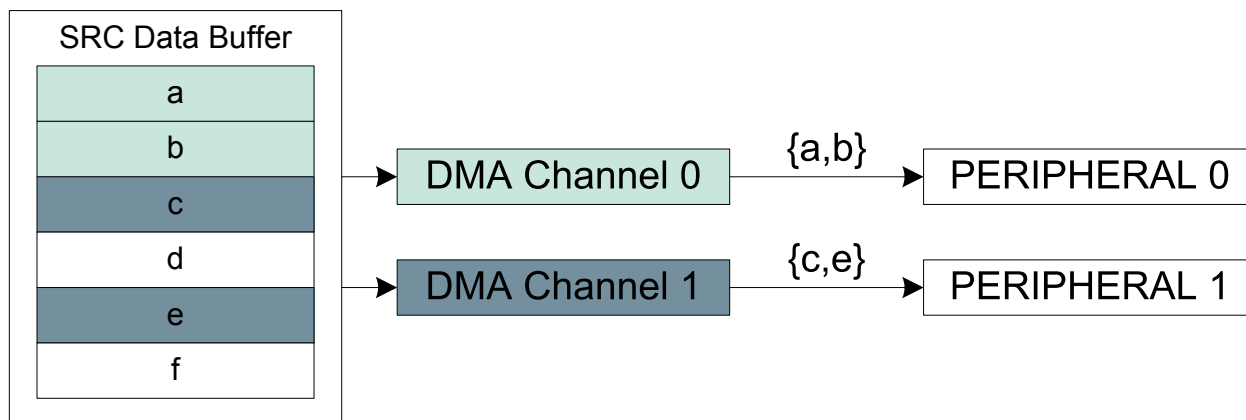 SRC Data Buffer
a
b
c
d
e
f
DMA Channel 0
{a,b}
PERIPHERAL 0
DMA Channel 1
{c,e}
PERIPHERAL 1